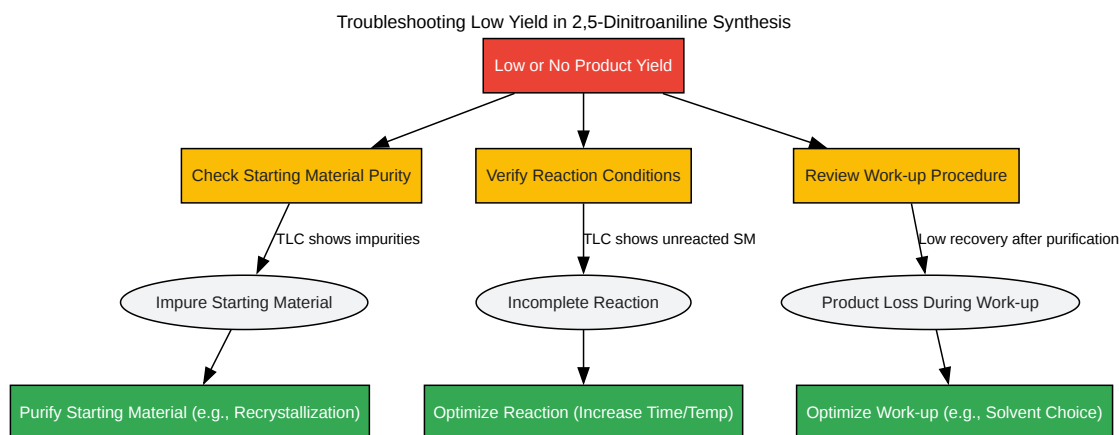 Troubleshooting Low Yield in 2,5-Dinitroaniline Synthesis
Low or No Product Yield
Check Starting Material Purity
Verify Reaction Conditions
Review Work-up Procedure
TLC shows impurities
TLC shows unreacted SM
Low recovery after purification
Impure Starting Material
Incomplete Reaction
Product Loss During Work-up
Purify Starting Material (e.g., Recrystallization)
Optimize Reaction (Increase Time/Temp)
Optimize Work-up (e.g., Solvent Choice)